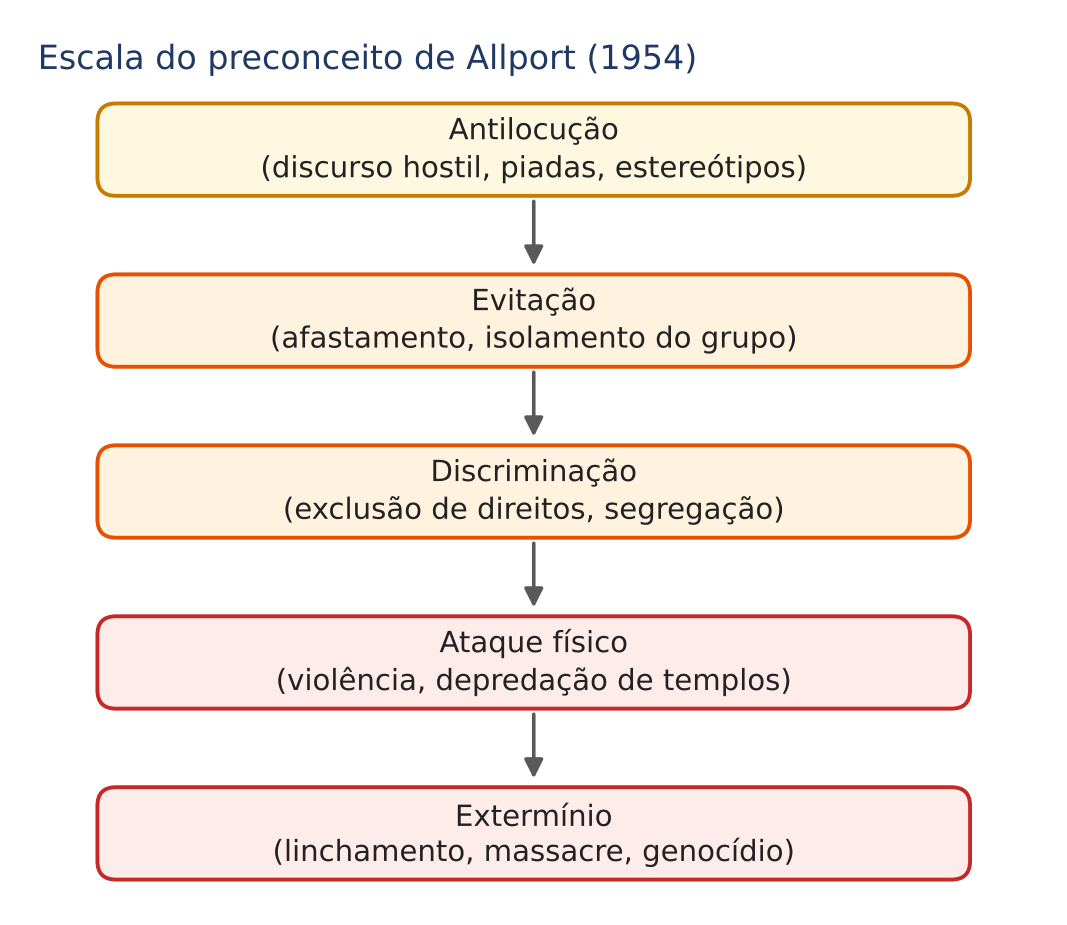 Escala do preconceito de Allport (1954)
Antilocução
(discurso hostil, piadas, estereótipos)
Evitação
(afastamento, isolamento do grupo)
Discriminação
(exclusão de direitos, segregação)
Ataque físico
(violência, depredação de templos)
Extermínio
(linchamento, massacre, genocídio)